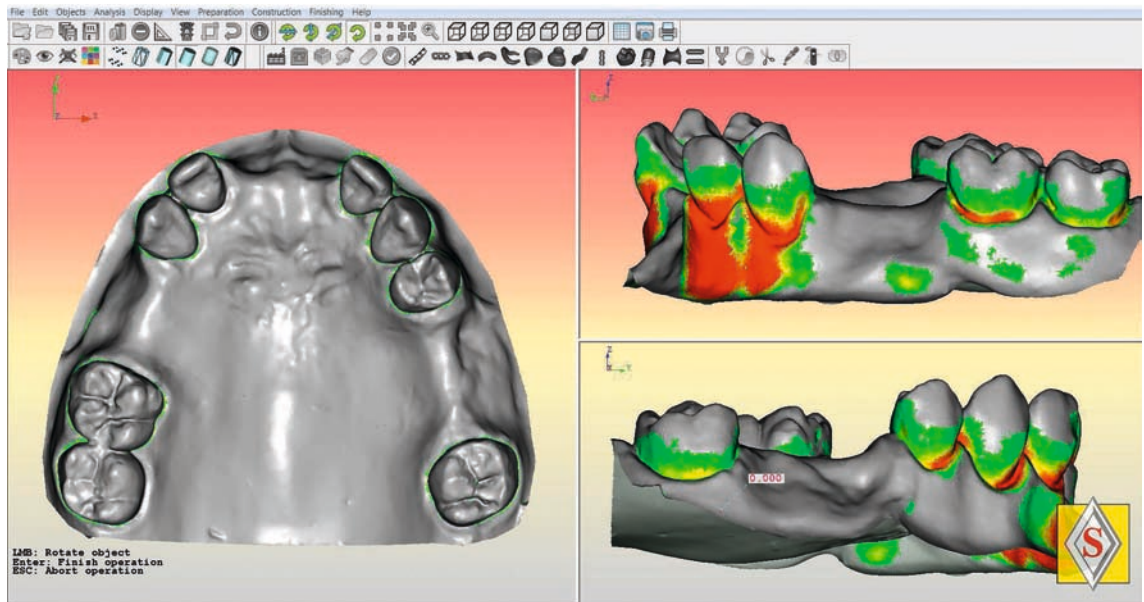 File Edit Objects Analysis Display View Preparation Construction Finishing Help
0.000
LMB: Rotate object
Enter: Finish operation
ESC: Abort operation
S